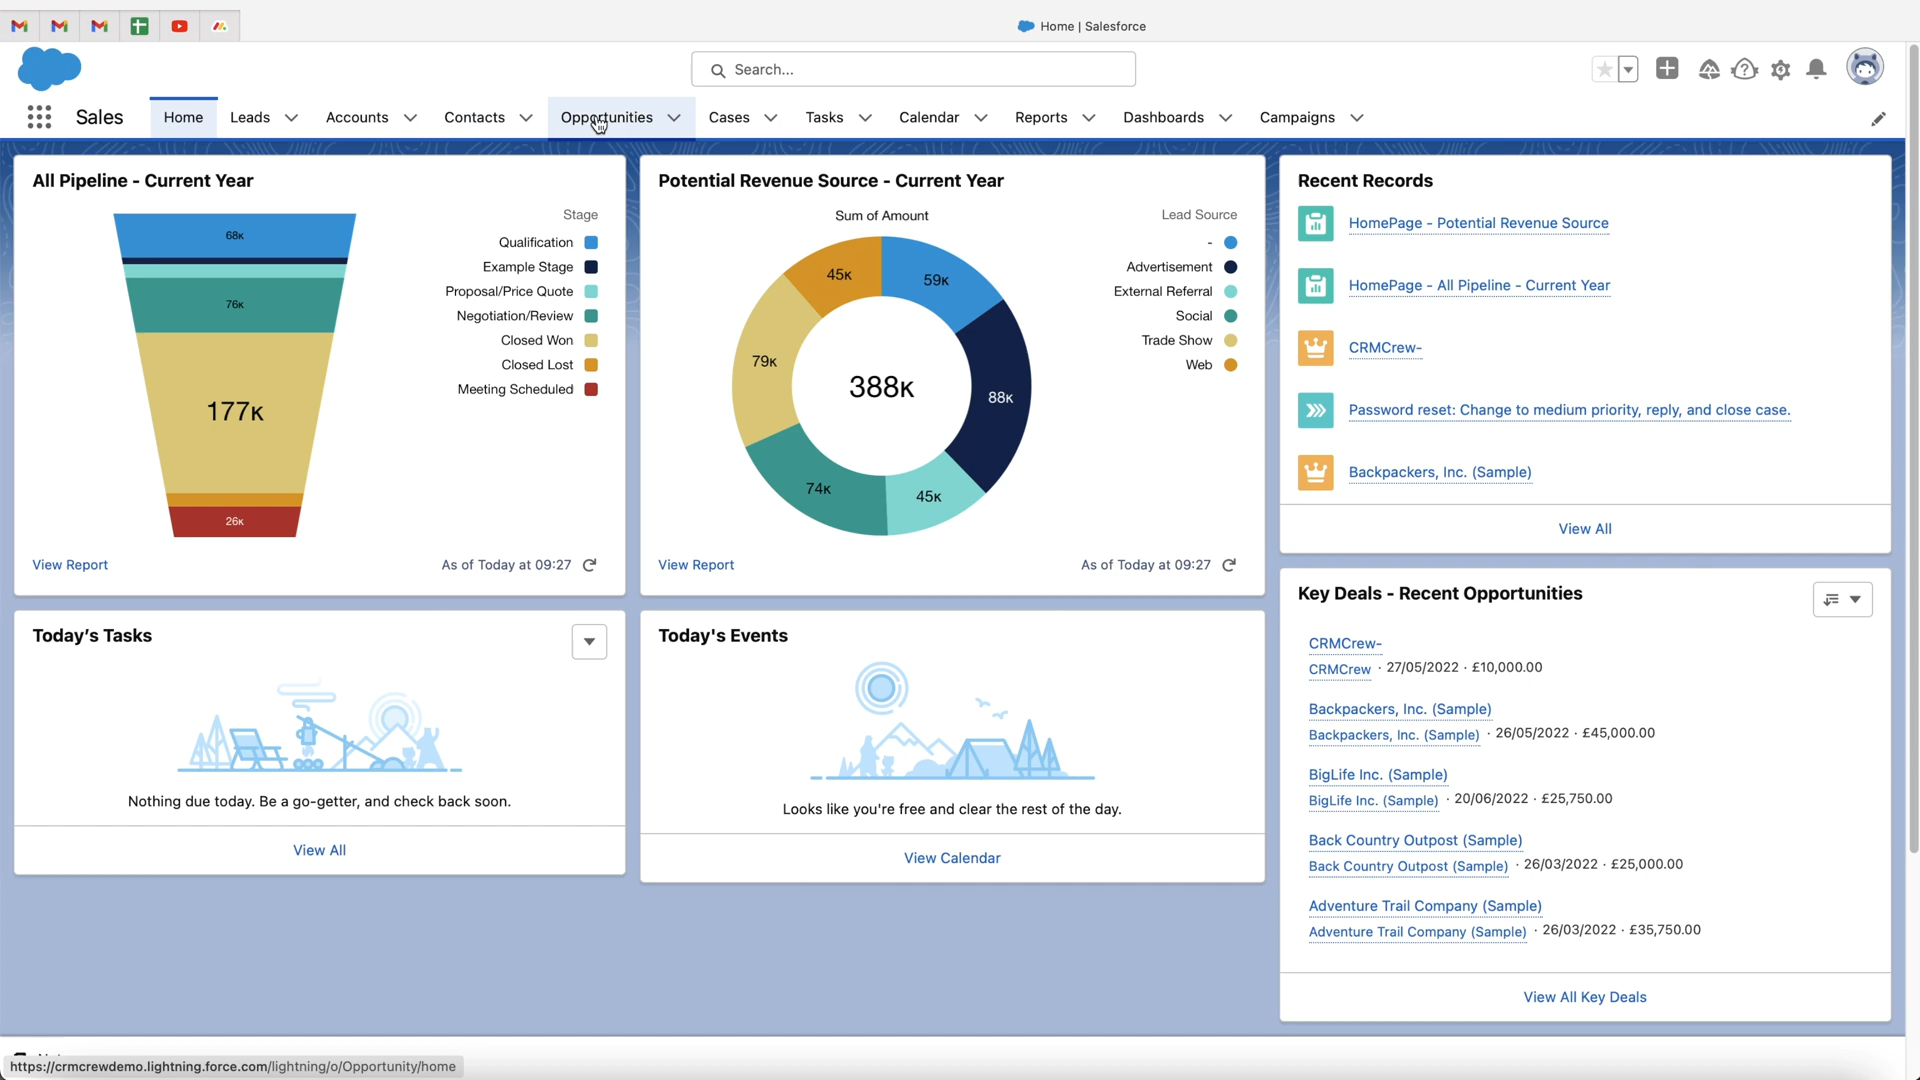 Home | Salesforce
Search...
Sales
Home
Leads
Accounts
Contacts
Opportunities
Cases
Tasks
Calendar
Reports
Dashboards
Campaigns
All Pipeline - Current Year
Stage
Qualification
Example Stage
Proposal/Price Quote
Negotiation/Review
Closed Won
Closed Lost
Meeting Scheduled
68K
76K
177K
26K
View Report
As of Today at 09:27
Potential Revenue Source - Current Year
Sum of Amount
Lead Source
-
Advertisement
External Referral
Social
Trade Show
Web
45K
59K
79K
388K
88K
74K
45K
View Report
As of Today at 09:27
Recent Records
HomePage - Potential Revenue Source
HomePage - All Pipeline - Current Year
CRMCrew-
Password reset: Change to medium priority, reply, and close case.
Backpackers, Inc. (Sample)
View All
Today's Tasks
Nothing due today. Be a go-getter, and check back soon.
View All
Today's Events
Looks like you're free and clear the rest of the day.
View Calendar
Key Deals - Recent Opportunities
CRMCrew-
CRMCrew · 27/05/2022 · £10,000.00
Backpackers, Inc. (Sample)
Backpackers, Inc. (Sample) · 26/05/2022 · £45,000.00
BigLife Inc. (Sample)
BigLife Inc. (Sample) · 20/06/2022 · £25,750.00
Back Country Outpost (Sample)
Back Country Outpost (Sample) · 26/03/2022 · £25,000.00
Adventure Trail Company (Sample)
Adventure Trail Company (Sample) · 26/03/2022 · £35,750.00
View All Key Deals
https://crmcrewdemo.lightning.force.com/lightning/o/Opportunity/home